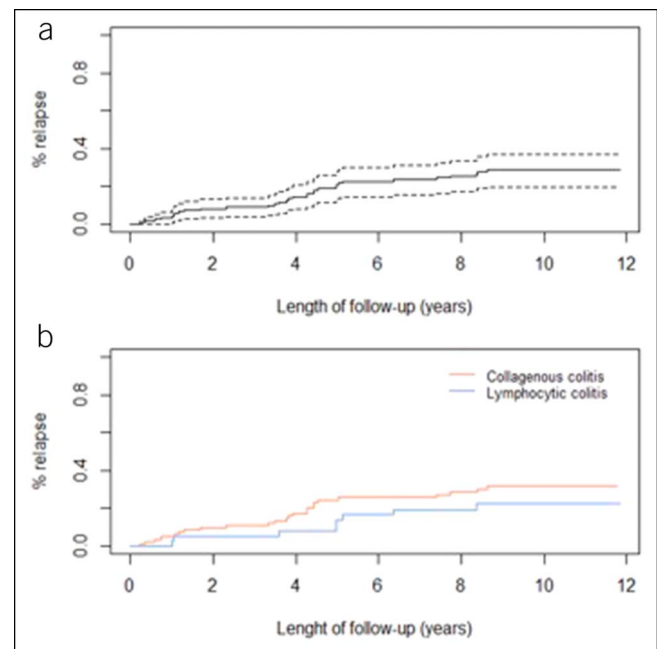 a
% relapse
0.8
0.4
0.0
0 2 4 6 8 10 12
Length of follow-up (years)
b
Collagenous colitis
Lymphocytic colitis
% relapse
0.8
0.4
0.0
0 2 4 6 8 10 12
Lenght of follow-up (years)